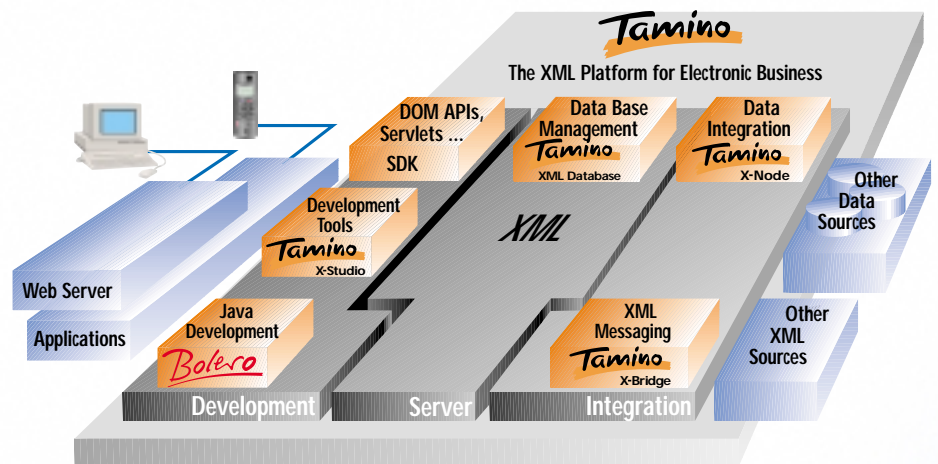 Tamino
The XML Platform for Electronic Business
DOM APIs,
Servlets ...
SDK
Data Base
Management
Tamino
XML Database
Data
Integration
Tamino
X-Node
Other
Data
Sources
Development
Tools
Tamino
X-Studio
XML
Web Server
Applications
Java
Development
Bolero
XML
Messaging
Tamino
X-Bridge
Other
XML
Sources
Development
Server
Integration